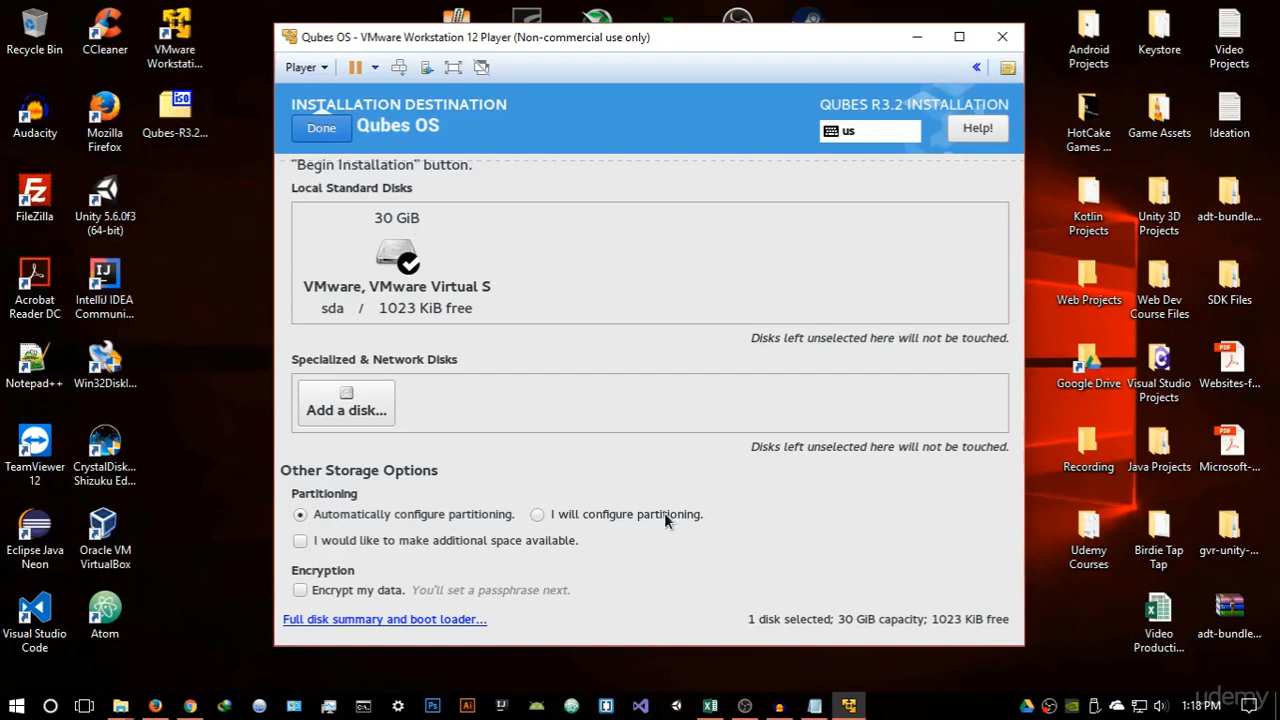 Recycle Bin
CCleaner
VMware
Workstati...
Audacity
Mozilla
Firefox
Qubes-R3.2...
iso
FileZilla
Unity 5.6.0f3
(64-bit)
Acrobat
Reader DC
IntelliJ IDEA
Communi...
Notepad++
Win32DiskI...
TeamViewer
12
CrystalDisk...
Shizuku Ed...
Eclipse Java
Neon
Oracle VM
VirtualBox
Visual Studio
Code
Atom
Qubes OS - VMware Workstation 12 Player (Non-commercial use only)
Player
INSTALLATION DESTINATION
QUBES R3.2 INSTALLATION
Done
Qubes OS
us
Help!
"Begin Installation" button.
Local Standard Disks
30 GiB
VMware, VMware Virtual S
sda / 1023 KiB free
Disks left unselected here will not be touched.
Specialized & Network Disks
Add a disk...
Disks left unselected here will not be touched.
Other Storage Options
Partitioning
Automatically configure partitioning.
I will configure partitioning.
I would like to make additional space available.
Encryption
Encrypt my data. You'll set a passphrase next.
Full disk summary and boot loader...
1 disk selected; 30 GiB capacity; 1023 KiB free
Android
Projects
Keystore
Video
Projects
HotCake
Games ...
Game Assets
Ideation
Kotlin
Projects
Unity 3D
Projects
adt-bundle...
Web Projects
Web Dev
Course Files
SDK Files
Google Drive
Visual Studio
Projects
Websites-f...
Recording
Java Projects
Microsoft-...
Udemy
Courses
Birdie Tap
Tap
gvr-unity-...
Video
Producti...
adt-bundle...
1:18 PM
udemy